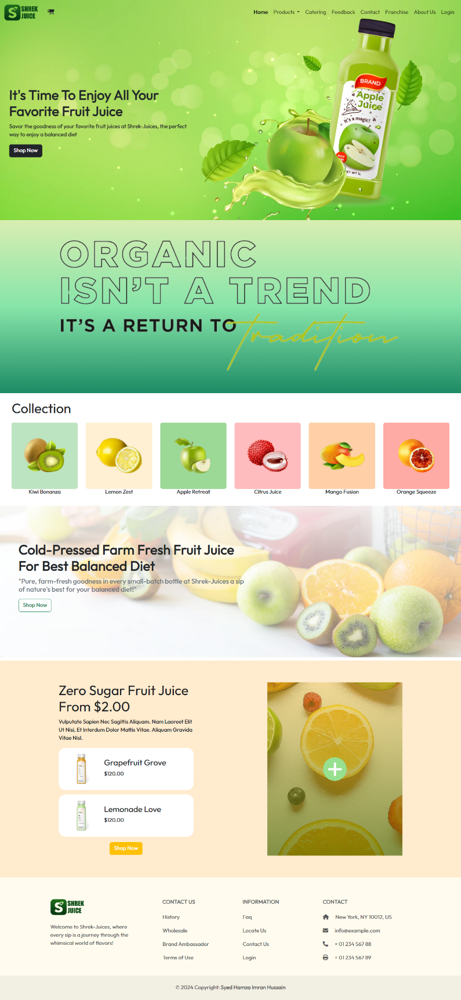 SHREK
JUICE
Home Products Catering Feedback Contact Franchise About Us Login
BRAND
Apple
Juice
It's a magic!
PULP
NET WT 1L
It's Time To Enjoy All Your
Favorite Fruit Juice
Savor the goodness of your favorite fruit juices at Shrek-Juices, the perfect
way to enjoy a balanced diet
Shop Now
ORGANIC
ISN'T A TREND
IT'S A RETURN TO tradition
Collection
Kiwi Bonanza
Lemon Zest
Apple Retreat
Citrus Juice
Mango Fusion
Orange Squeeze
Cold-Pressed Farm Fresh Fruit Juice
For Best Balanced Diet
"Pure, farm-fresh goodness in every small-batch bottle at Shrek-Juices a sip
of nature's best for your balanced diet!"
Shop Now
Zero Sugar Fruit Juice
From $2.00
Vulputate Sapien Nec Sagittis Aliquam. Nam Laoreet Elit
Ut Nisi, Et Interdum Dolor Mattis Vitae. Aliquam Gravida
Vitae Nisl.
Grapefruit Grove
$120.00
Lemonade Love
$120.00
Shop Now
SHREK
JUICE
Welcome to Shrek-Juices, where
every sip is a journey through the
whimsical world of flavors!
CONTACT US
History
Wholesale
Brand Ambassador
Terms of Use
INFORMATION
Faq
Locate Us
Contact Us
Login
CONTACT
New York, NY 10012, US
info@example.com
+ 01 234 567 88
+ 01 234 567 89
© 2024 Copyright: Syed Hamza Imran Hussain